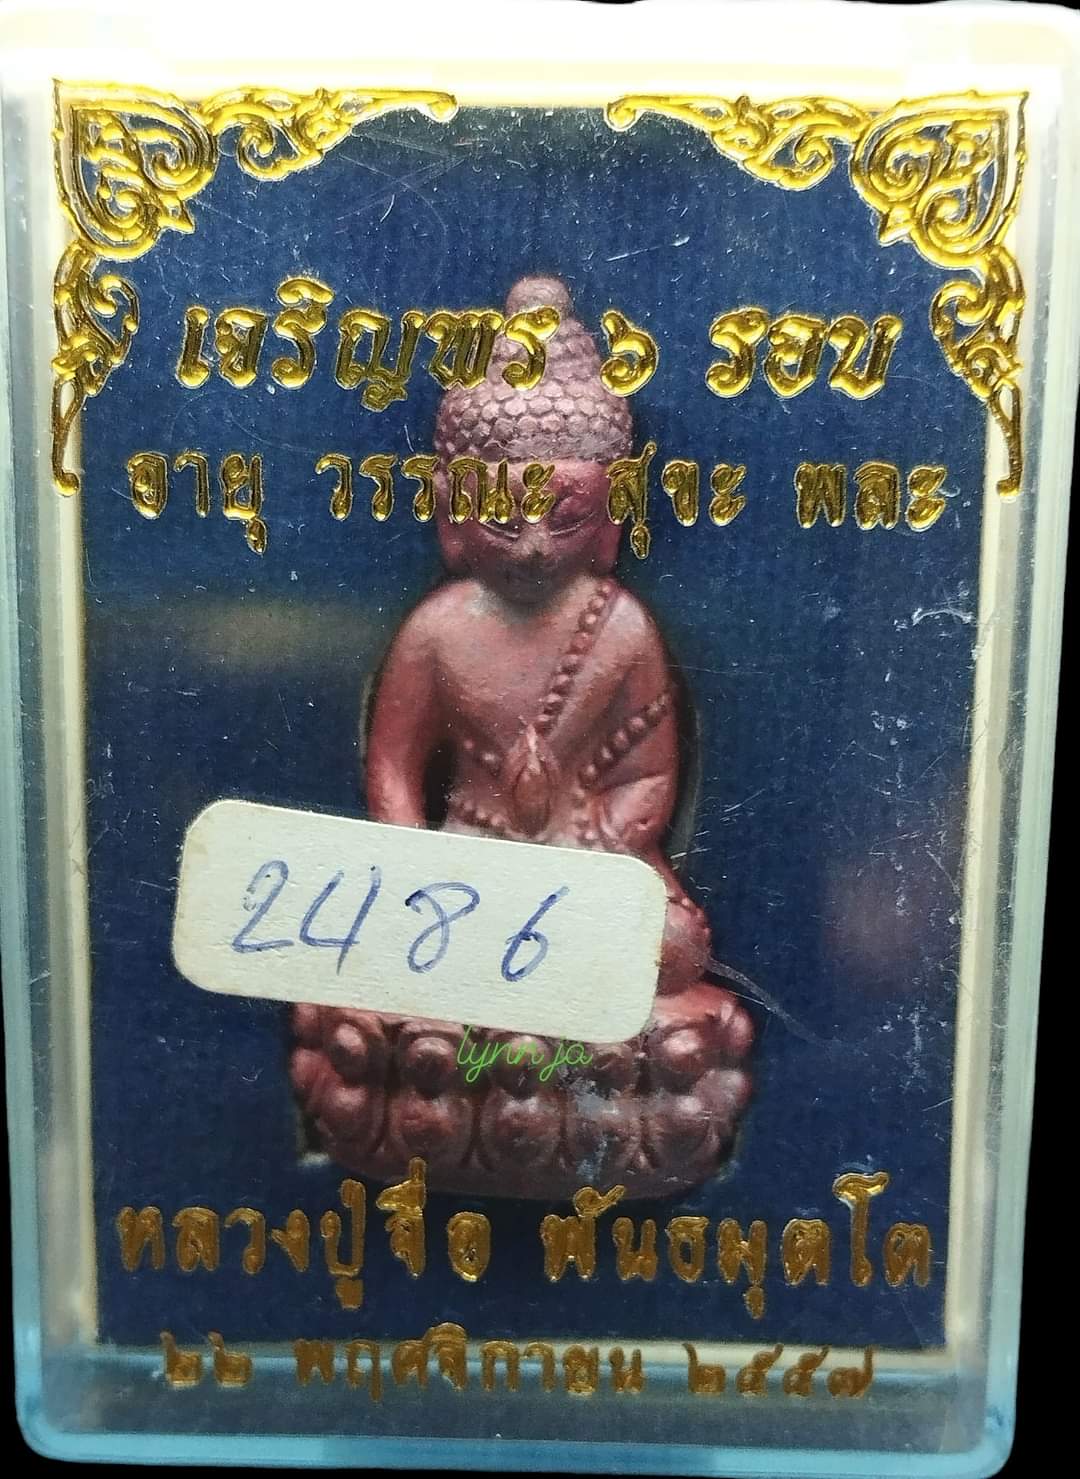 เจริญพร ๖ รอบ
อายุ วรรณะ สุขะ พละ
2486
lynn ja
หลวงปู่จื่อ พันธมุตโต
๒๒ พฤศจิกายน ๒๕๕๗